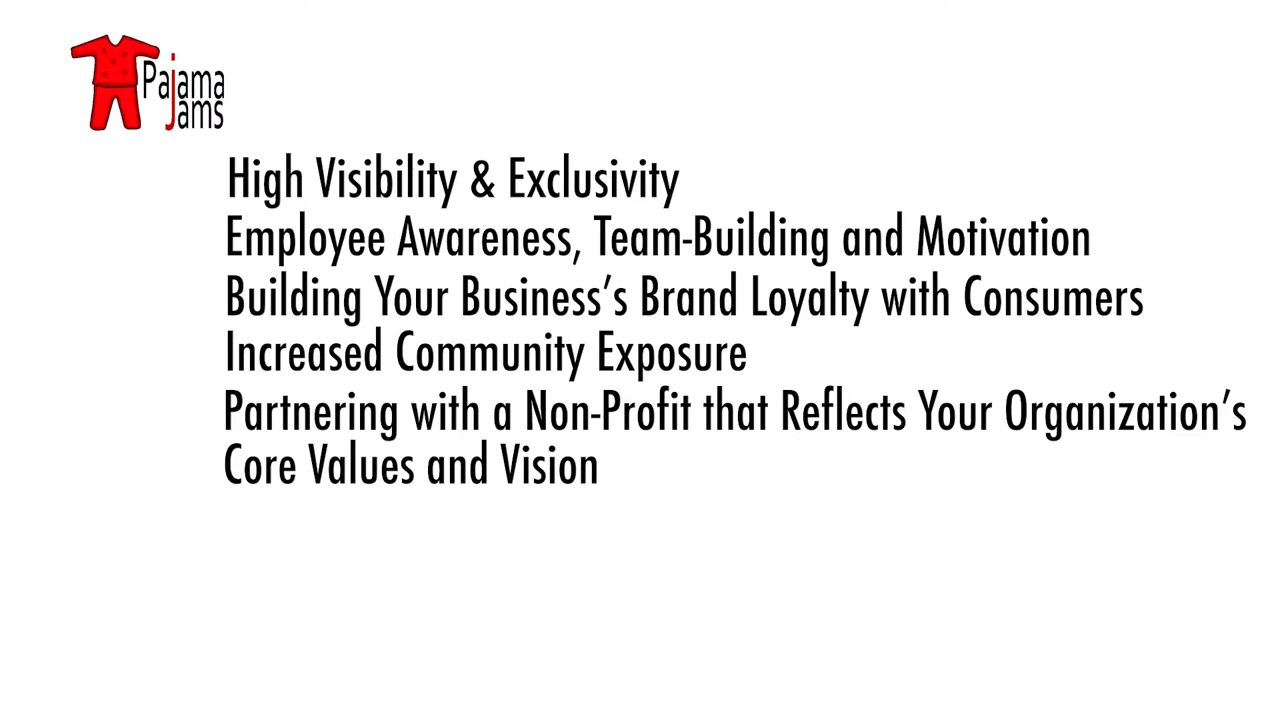 Pajama
Jams
High Visibility & Exclusivity
Employee Awareness, Team-Building and Motivation
Building Your Business’s Brand Loyalty with Consumers
Increased Community Exposure
Partnering with a Non-Profit that Reflects Your Organization’s
Core Values and Vision